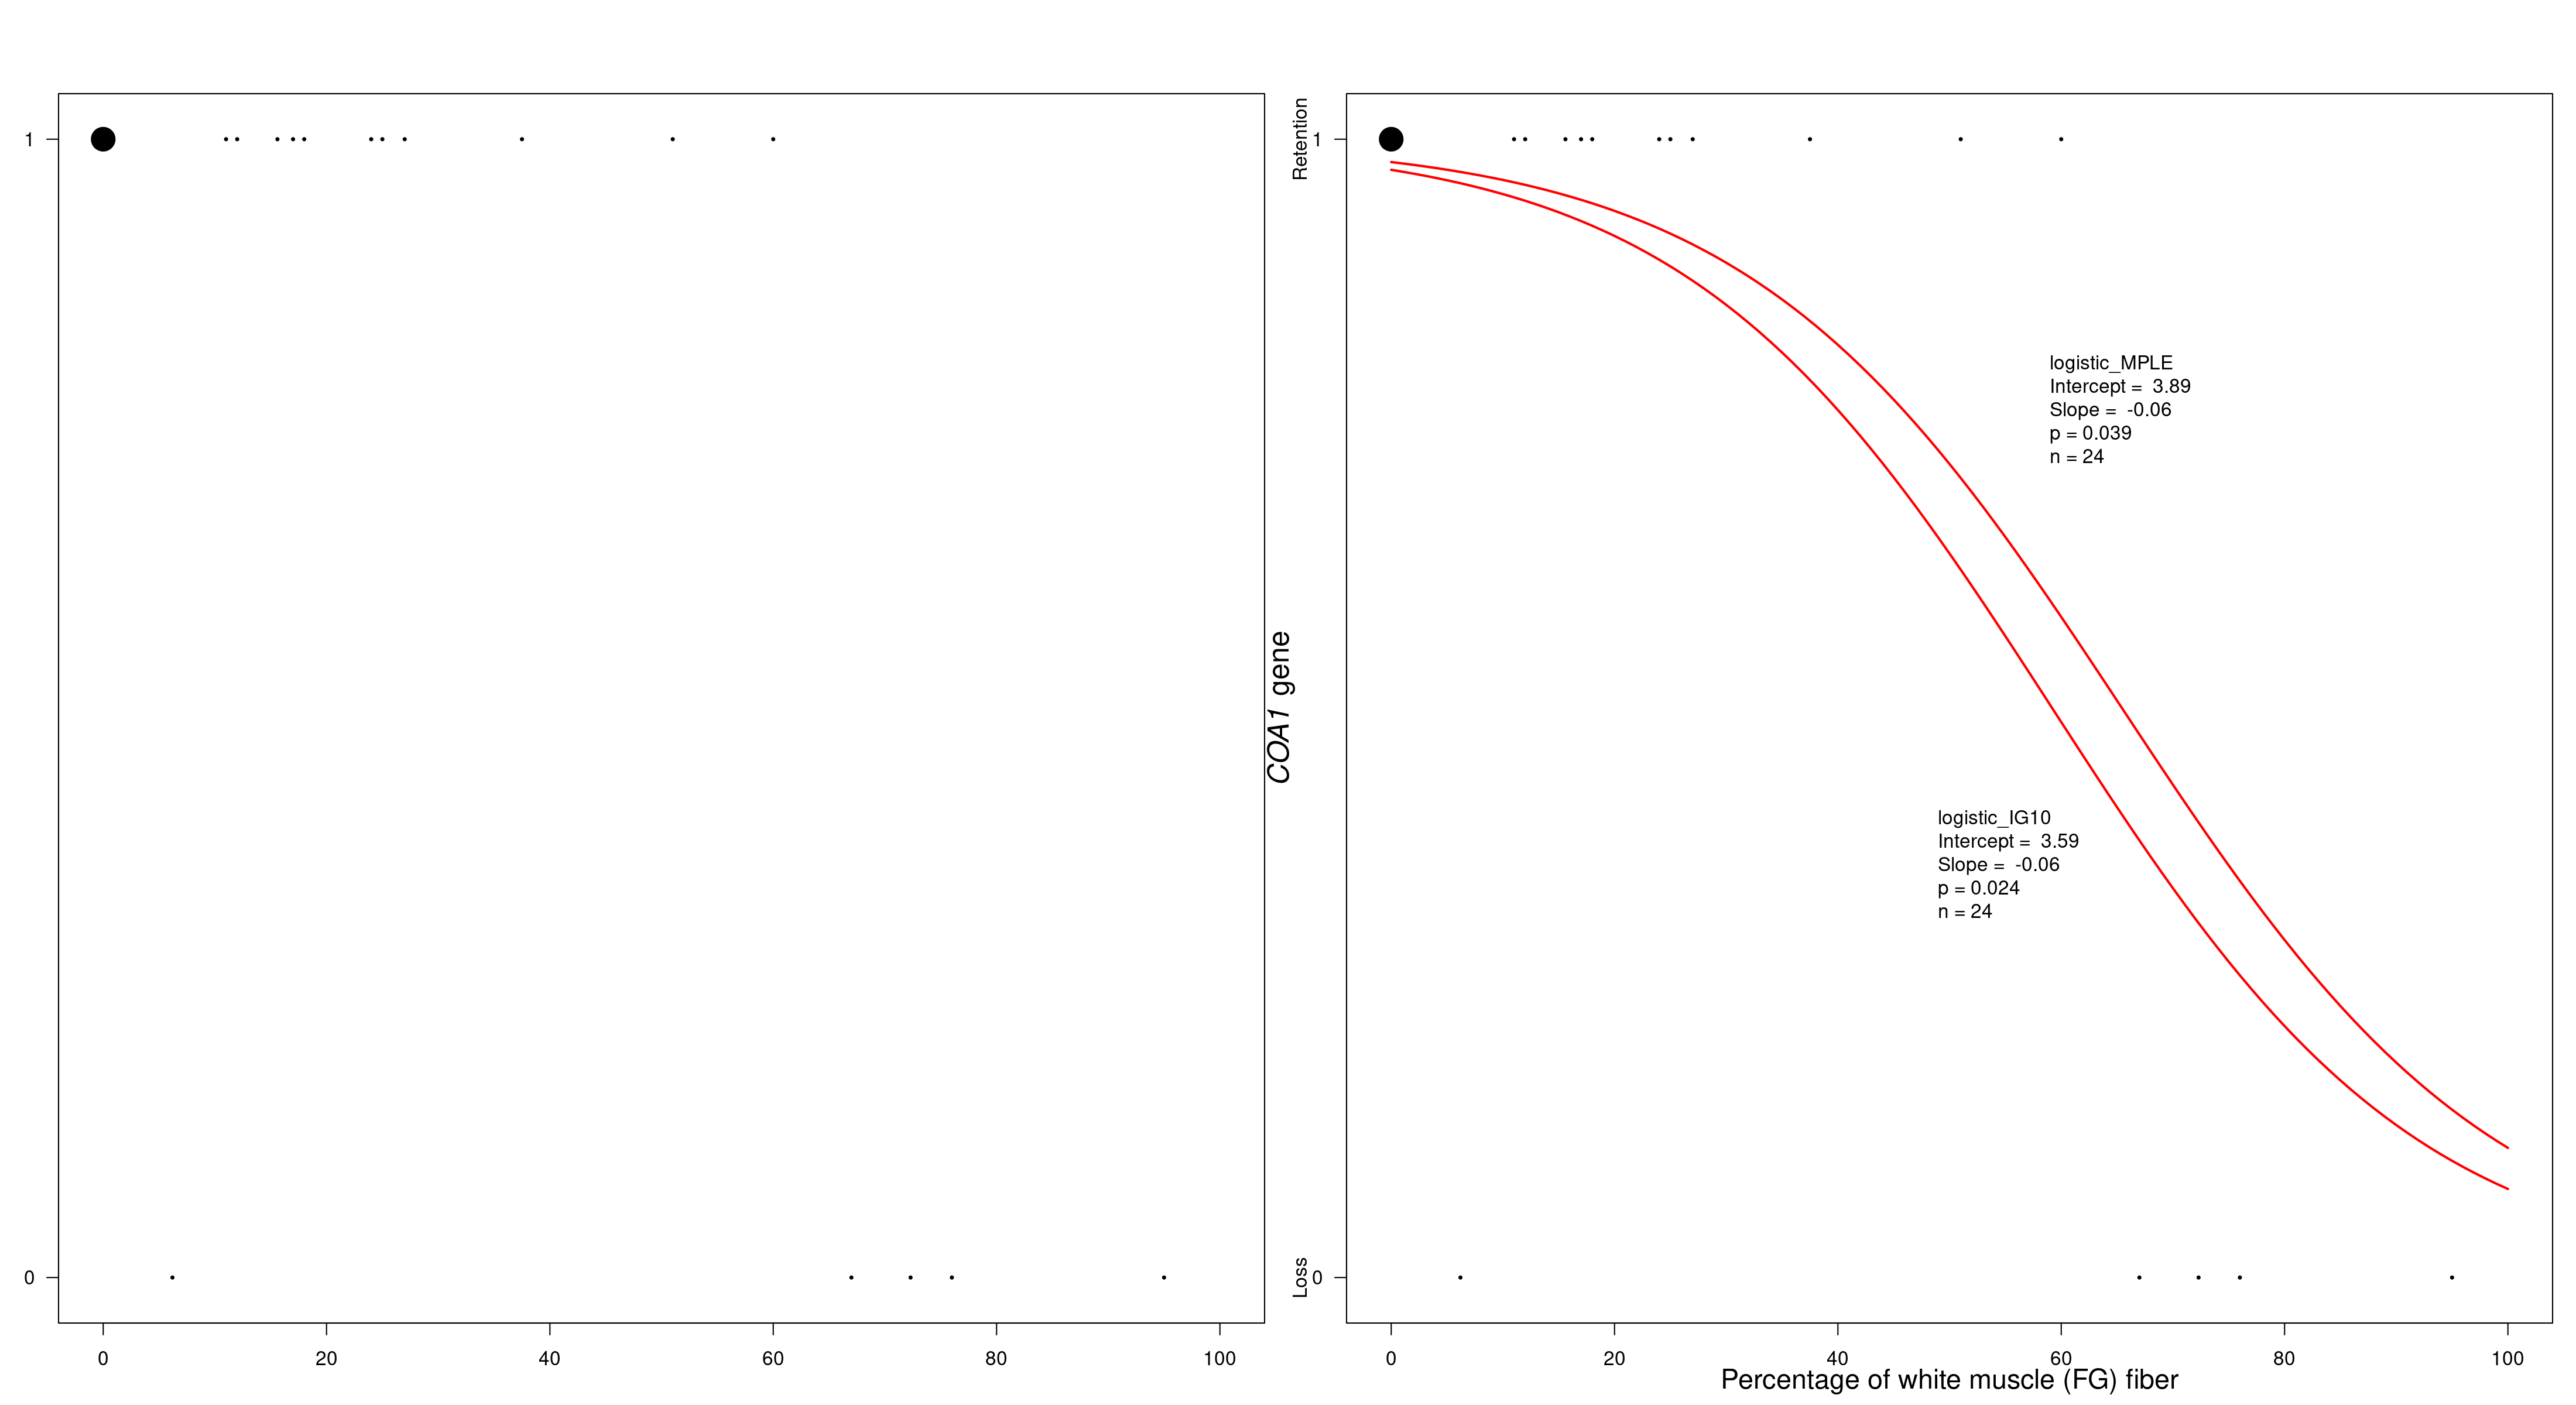 1
0
0 20 40 60 80 100
COA1 gene
Retention
1
Loss
0
logistic_MPLE
Intercept = 3.89
Slope = -0.06
p = 0.039
n = 24
logistic_IG10
Intercept = 3.59
Slope = -0.06
p = 0.024
n = 24
0 20 40 60 80 100
Percentage of white muscle (FG) fiber